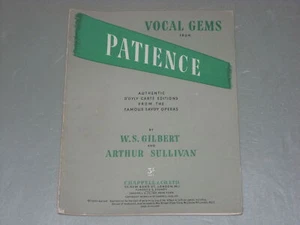 VOCAL GEMS
FROM
PATIENCE
AUTHENTIC
D'OYLY CARTE EDITIONS
FROM THE
FAMOUS SAVOY OPERAS
BY
W. S. GILBERT
AND
ARTHUR SULLIVAN
CHAPPELL & CO. LTD.